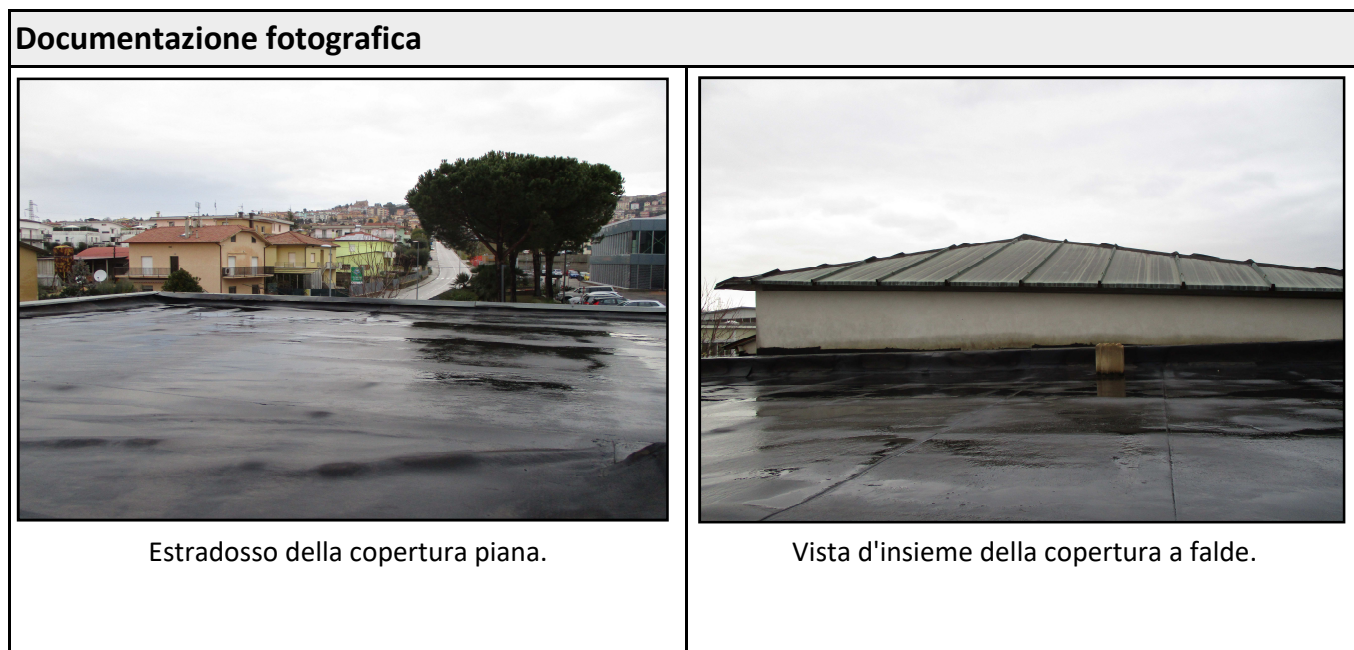 Documentazione fotografica
Estradosso della copertura piana.
Vista d'insieme della copertura a falde.